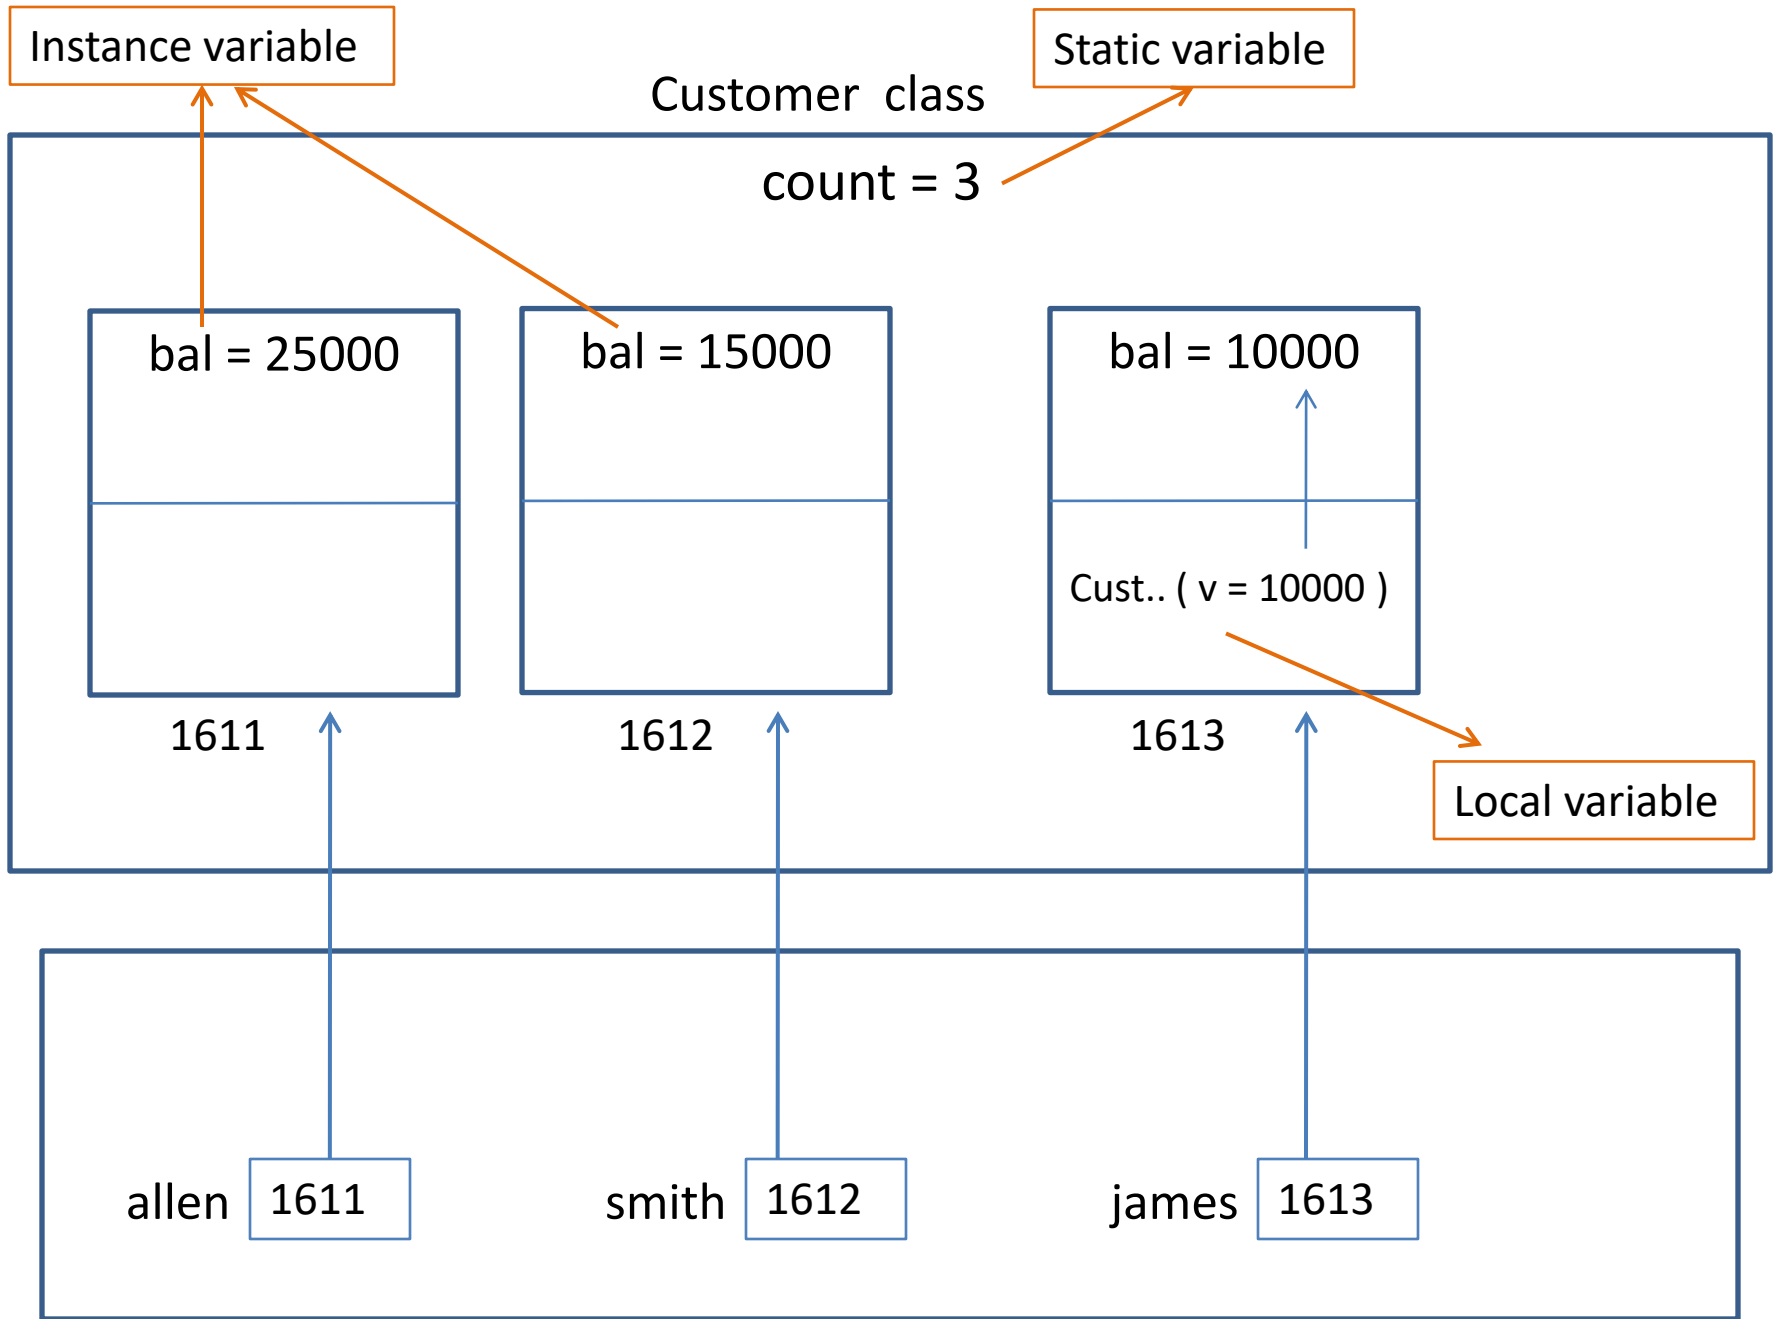 Instance variable
Static variable
Customer class
count = 3
bal = 25000
bal = 15000
bal = 10000
Cust.. ( v = 10000 )
1611
1612
1613
Local variable
allen 1611
smith 1612
james 1613